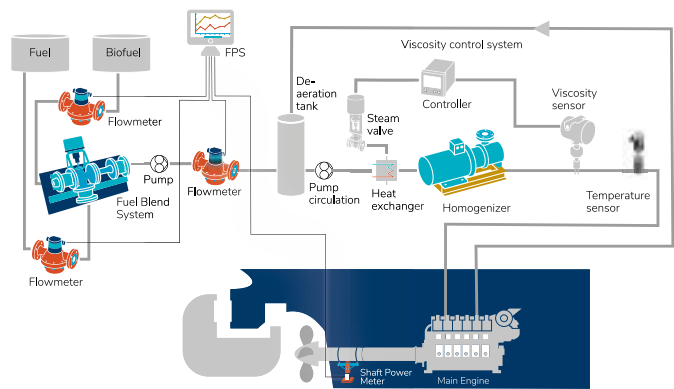 Fuel
Biofuel
FPS
Viscosity control system
De-
aeration
tank
Controller
Viscosity
sensor
Steam
valve
Flowmeter
Pump
Flowmeter
Fuel Blend
System
Pump
circulation
Heat
exchanger
Homogenizer
Temperature
sensor
Flowmeter
Shaft Power
Meter
Main Engine